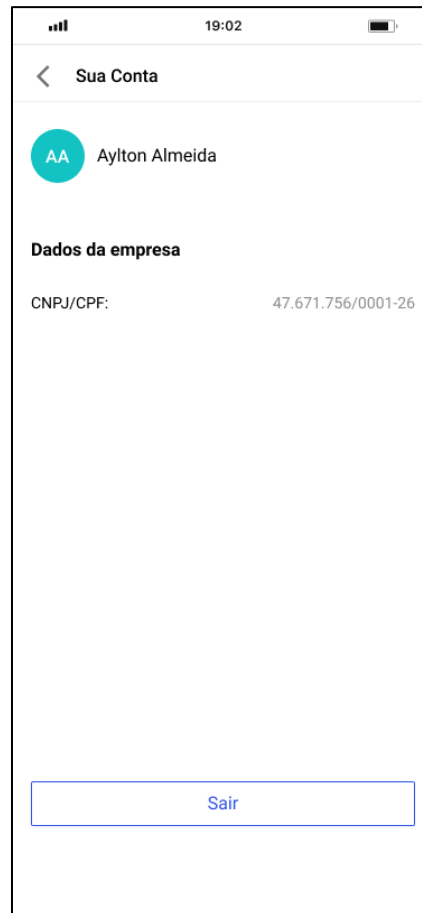 19:02
Sua Conta
AA Aylton Almeida
Dados da empresa
CNPJ/CPF: 47.671.756/0001-26
Sair